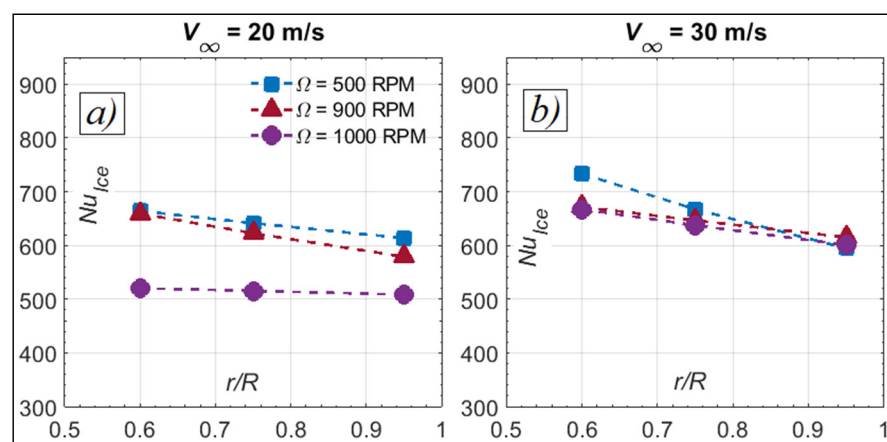 V∞ = 20 m/s
V∞ = 30 m/s
a)
Ω = 500 RPM
Ω = 900 RPM
Ω = 1000 RPM
Nu_Ice
900
800
700
600
500
400
300
r/R
0.5 0.6 0.7 0.8 0.9 1
b)
Nu_Ice
900
800
700
600
500
400
300
r/R
0.5 0.6 0.7 0.8 0.9 1